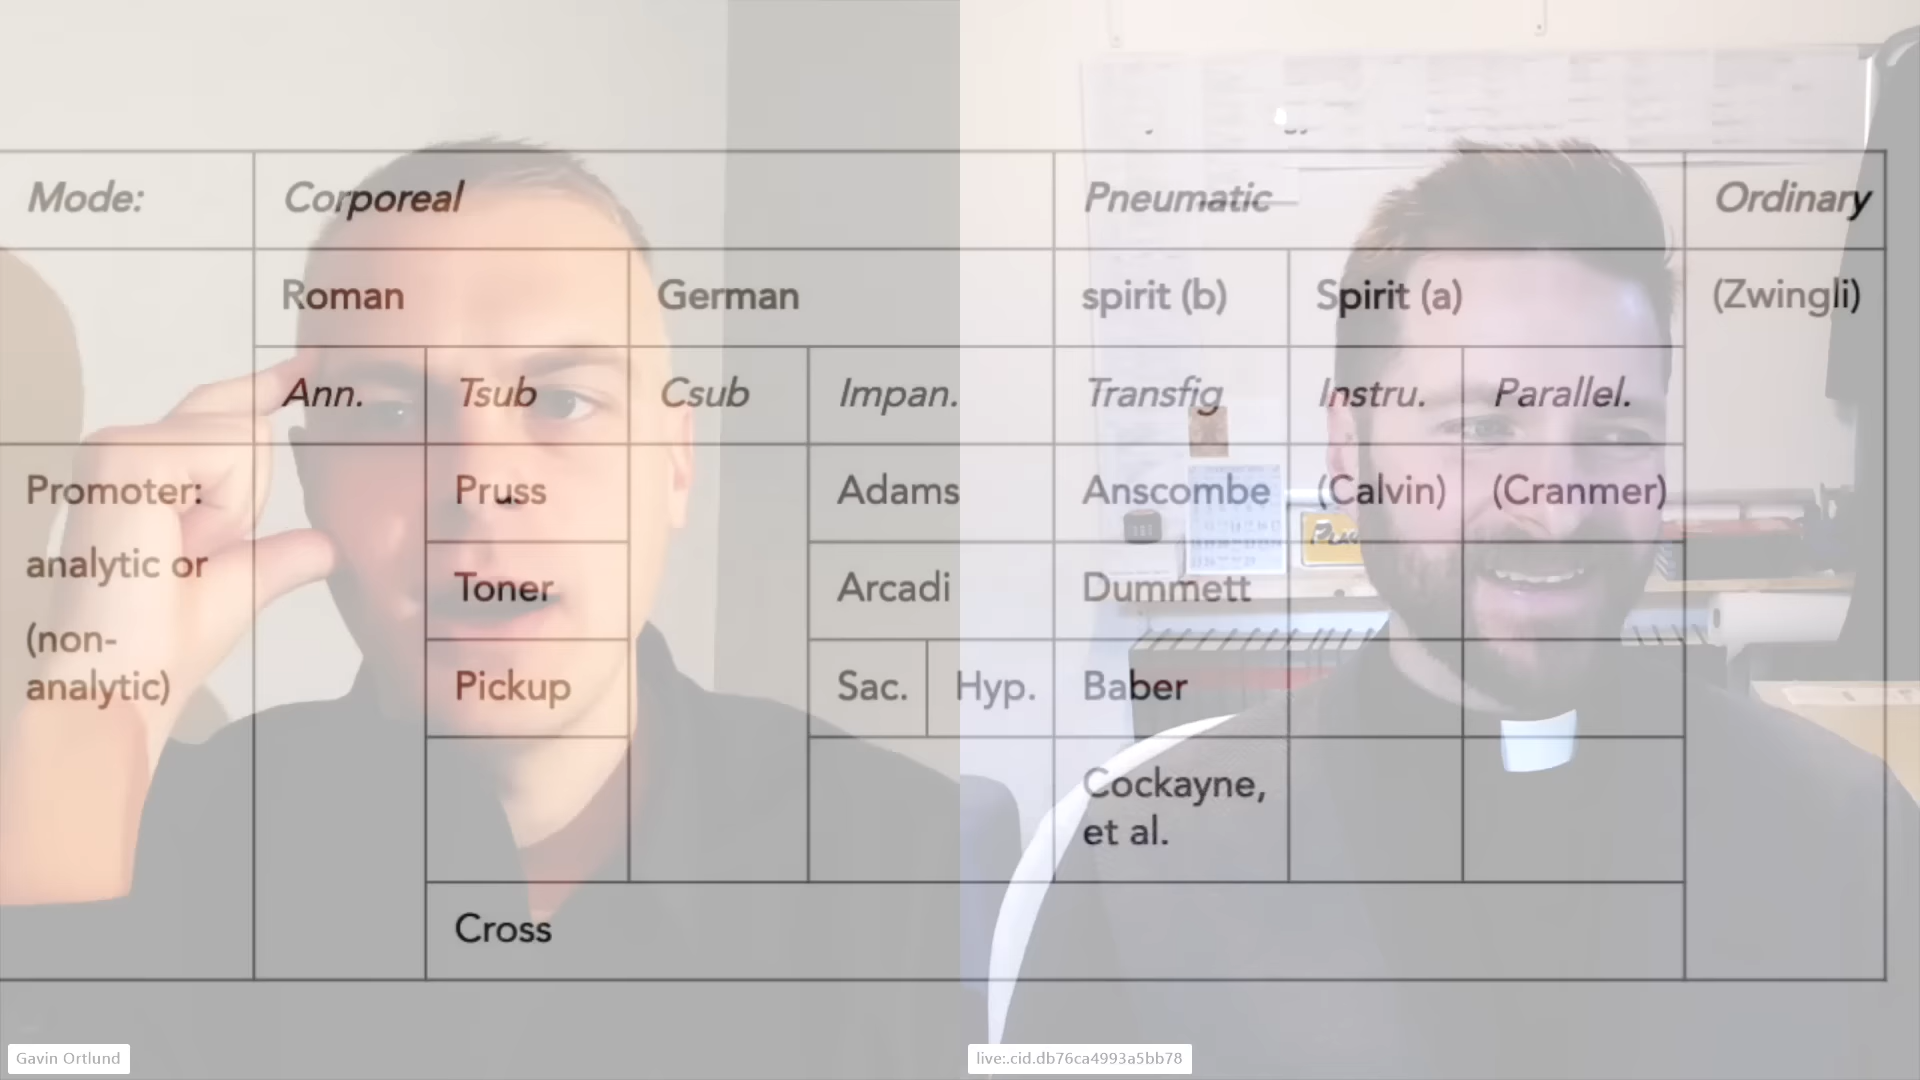 Mode: Corporeal Pneumatic Ordinary
Roman German spirit (b) Spirit (a) (Zwingli)
Ann. Tsub Csub Impan. Transfig Instru. Parallel.
Promoter: Pruss Adams Anscombe (Calvin) (Cranmer)
analytic or Toner Arcadi Dummett
(non-
analytic) Pickup Sac. Hyp. Baber
Cockayne,
et al.
Cross
Gavin Ortlund live:.cid.db76ca4993a5bb78